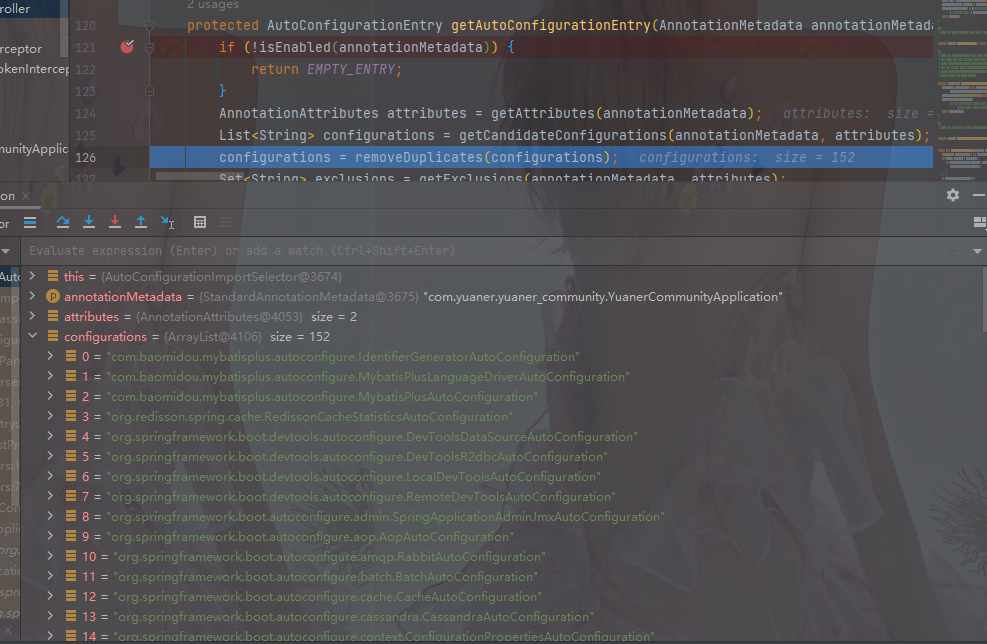 roller
2 usages
120 protected AutoConfigurationEntry getAutoConfigurationEntry(AnnotationMetadata annotationMetada
rceptor
121 if (!isEnabled(annotationMetadata)) {
okenIntercep
122 return EMPTY_ENTRY;
123 }
124 AnnotationAttributes attributes = getAttributes(annotationMetadata); attributes: size =
125 List<String> configurations = getCandidateConfigurations(annotationMetadata, attributes);
munityApplic
126 configurations = removeDuplicates(configurations); configurations: size = 152
127 Set<String> exclusions = getExclusions(annotationMetadata, attributes);
on
or
Evaluate expression (Enter) or add a watch (Ctrl+Shift+Enter)
this = {AutoConfigurationImportSelector@3674}
annotationMetadata = {StandardAnnotationMetadata@3675} "com.yuaner.yuaner_community.YuanerCommunityApplication"
attributes = {AnnotationAttributes@4053} size = 2
configurations = {ArrayList@4106} size = 152
0 = "com.baomidou.mybatisplus.autoconfigure.IdentifierGeneratorAutoConfiguration"
1 = "com.baomidou.mybatisplus.autoconfigure.MybatisPlusLanguageDriverAutoConfiguration"
2 = "com.baomidou.mybatisplus.autoconfigure.MybatisPlusAutoConfiguration"
3 = "org.redisson.spring.cache.RedissonCacheStatisticsAutoConfiguration"
4 = "org.springframework.boot.devtools.autoconfigure.DevToolsDataSourceAutoConfiguration"
5 = "org.springframework.boot.devtools.autoconfigure.DevToolsR2dbcAutoConfiguration"
6 = "org.springframework.boot.devtools.autoconfigure.LocalDevToolsAutoConfiguration"
7 = "org.springframework.boot.devtools.autoconfigure.RemoteDevToolsAutoConfiguration"
8 = "org.springframework.boot.autoconfigure.admin.SpringApplicationAdminJmxAutoConfiguration"
9 = "org.springframework.boot.autoconfigure.aop.AopAutoConfiguration"
10 = "org.springframework.boot.autoconfigure.amqp.RabbitAutoConfiguration"
11 = "org.springframework.boot.autoconfigure.batch.BatchAutoConfiguration"
12 = "org.springframework.boot.autoconfigure.cache.CacheAutoConfiguration"
13 = "org.springframework.boot.autoconfigure.cassandra.CassandraAutoConfiguration"
14 = "org.springframework.boot.autoconfigure.context.ConfigurationPropertiesAutoConfiguration"